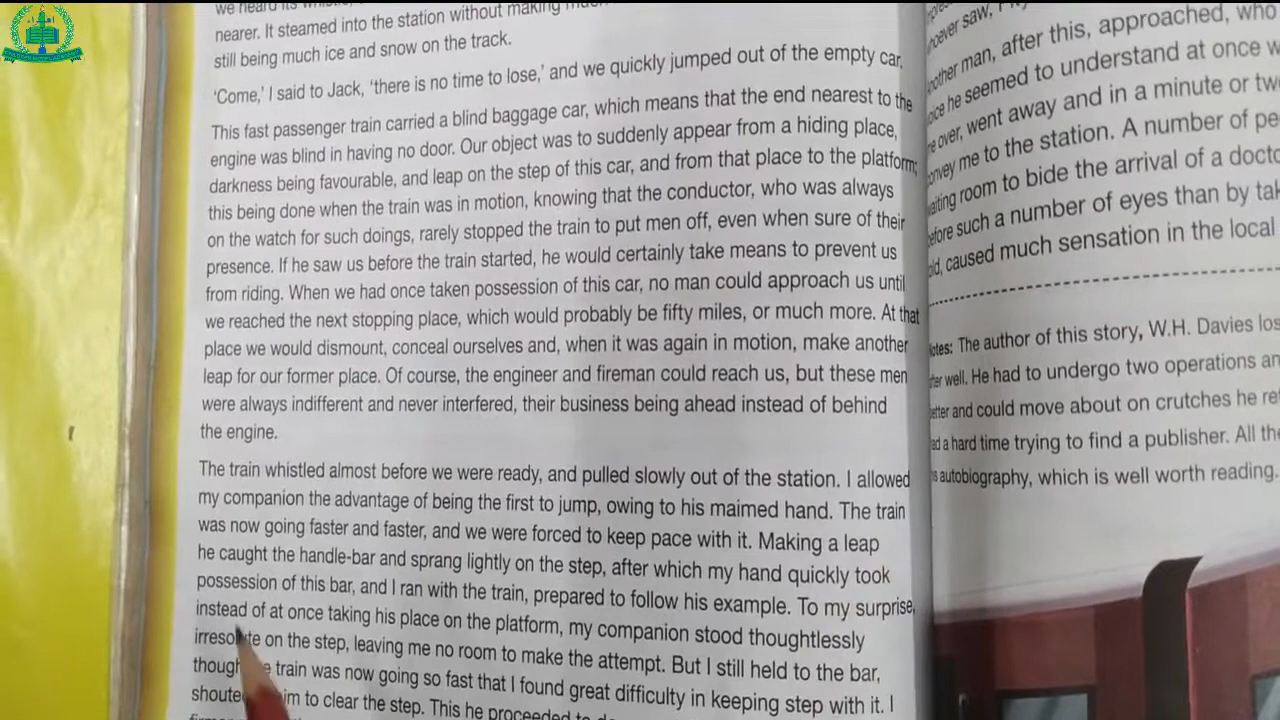 we heard its
nearer. It steamed into the station without making much
still being much ice and snow on the track.
‘Come,’ I said to Jack, ‘there is no time to lose,’ and we quickly jumped out of the empty car,
This fast passenger train carried a blind baggage car, which means that the end nearest to the
engine was blind in having no door. Our object was to suddenly appear from a hiding place,
darkness being favourable, and leap on the step of this car, and from that place to the platform;
this being done when the train was in motion, knowing that the conductor, who was always
on the watch for such doings, rarely stopped the train to put men off, even when sure of their
presence. If he saw us before the train started, he would certainly take means to prevent us
from riding. When we had once taken possession of this car, no man could approach us until
we reached the next stopping place, which would probably be fifty miles, or much more. At that
place we would dismount, conceal ourselves and, when it was again in motion, make another
leap for our former place. Of course, the engineer and fireman could reach us, but these men
were always indifferent and never interfered, their business being ahead instead of behind
the engine.
The train whistled almost before we were ready, and pulled slowly out of the station. I allowed
my companion the advantage of being the first to jump, owing to his maimed hand. The train
was now going faster and faster, and we were forced to keep pace with it. Making a leap
he caught the handle-bar and sprang lightly on the step, after which my hand quickly took
possession of this bar, and I ran with the train, prepared to follow his example. To my surprise,
instead of at once taking his place on the platform, my companion stood thoughtlessly
irresolute on the step, leaving me no room to make the attempt. But I still held to the bar,
though train was now going so fast that I found great difficulty in keeping step with it. I
shouted him to clear the step. This he proceeded to
saw,
another man, after this, approached, who
he seemed to understand at once
over, went away and in a minute or
convey me to the station. A number of
waiting room to bide the arrival of a
before such a number of eyes than by
old, caused much sensation in the local
Notes: The author of this story, W.H. Davies
well. He had to undergo two operations
better and could move about on crutches he
had a hard time trying to find a publisher. All
autobiography, which is well worth reading.